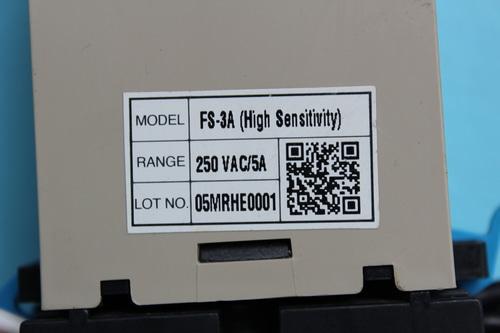 MODEL FS-3A (High Sensitivity)
RANGE 250 VAC/5A
LOT NO. 05MRHE0001